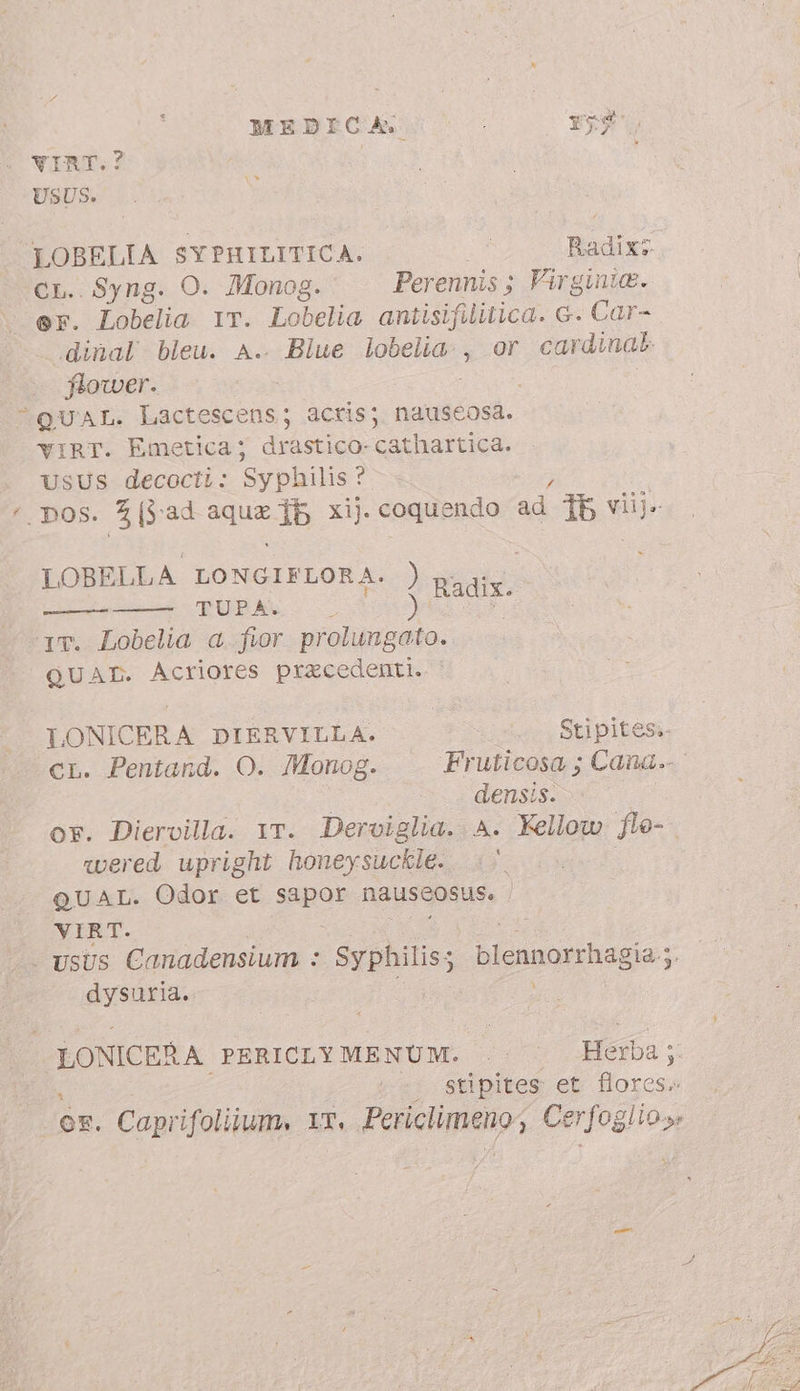 MEDICA.
VIRT.?
USUS.
LOBELIA SYPHILITICA. Radix:
CL. Syng. O. Monog. Perennis; Virginiæ.
OF. Lobelia IT. Lobelia antisifilitica. G. Car-
dinal bleu. A. Blue lobelia, or cardinal
flower.
QUAL. Lactescens; acris; nauseosa.
VIRT. Emetica; drastico-cathartica.
USUS decocti: Syphilis?
DOS. ℥ ß ad aquæ ℔ xij. coquendo ad ℔ viij.
LOBELLA LONGIFLORA. ) Radix.
—— TUPA. )
IT. Lobelia a fior prolungato.
QUAL. Acriores præcedenti.
LONICERA DIERVILLA. Stipites.
CL. Pentand. O. Monog. Fruticosa; Cana-
densis.
OF. Diervilla. IT. Derviglia. A. Yellow flo-
wered upright honeysuckle.
QUAL. Odor et sapor nauseosus.
VIRT.
USUS Canadensium : Syphilis; blennorrhagia;
dysuria.
LONICERA PERICLYMENUM. Herba;
stipites et flores.
OF. Caprifoliium. IT. Periclimeno, Cerfoglio,